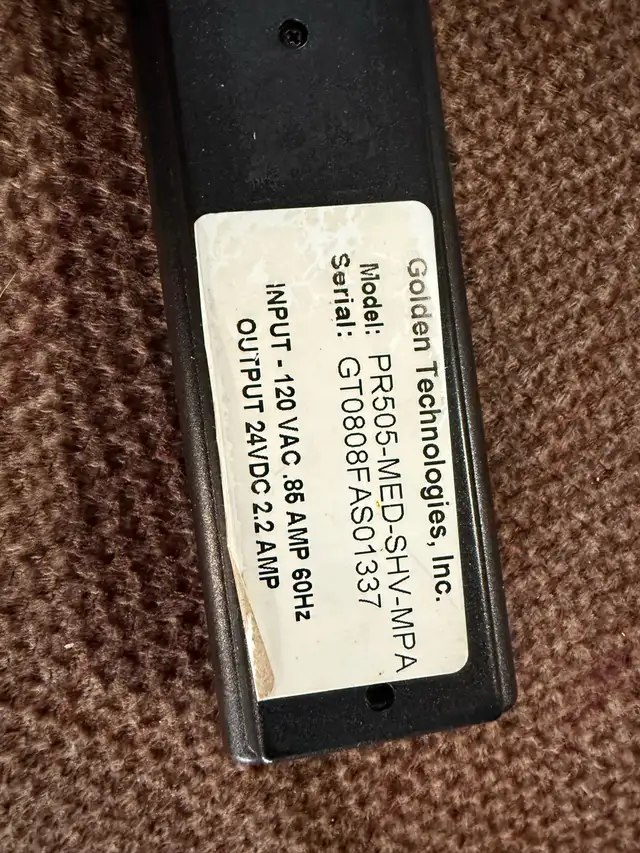 Golden Technologies, Inc.
Model: PR505-MED-SHV-MPA
Serial: GT0808FAS01337
INPUT - 120 VAC .85 AMP 60Hz
OUTPUT 24VDC 2.2 AMP